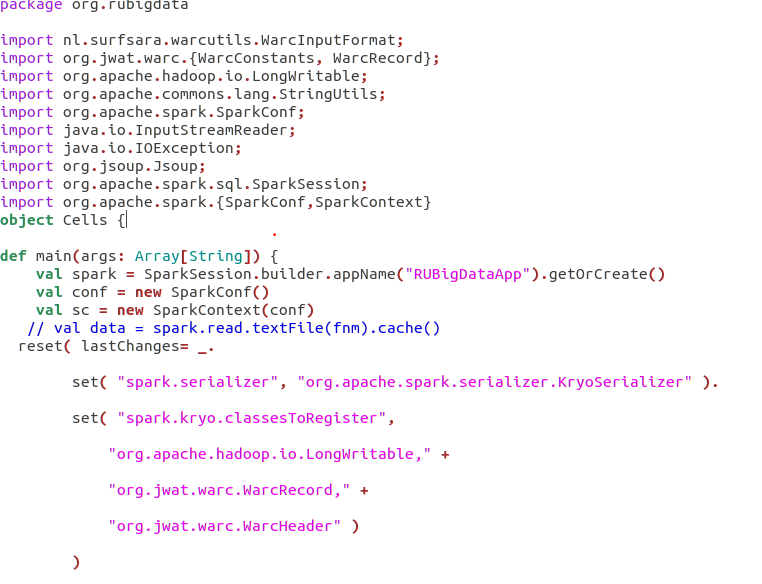 package org.rubigdata
import nl.surfsara.warcutils.WarcInputFormat;
import org.jwat.warc.{WarcConstants, WarcRecord};
import org.apache.hadoop.io.LongWritable;
import org.apache.commons.lang.StringUtils;
import org.apache.spark.SparkConf;
import java.io.InputStreamReader;
import java.io.IOException;
import org.jsoup.Jsoup;
import org.apache.spark.sql.SparkSession;
import org.apache.spark.{SparkConf,SparkContext}
object Cells {
.
def main(args: Array[String]) {
    val spark = SparkSession.builder.appName("RUBigDataApp").getOrCreate()
    val conf = new SparkConf()
    val sc = new SparkContext(conf)
   // val data = spark.read.textFile(fnm).cache()
  reset( lastChanges= _.
        set( "spark.serializer", "org.apache.spark.serializer.KryoSerializer" ).
        set( "spark.kryo.classesToRegister",
            "org.apache.hadoop.io.LongWritable," +
            "org.jwat.warc.WarcRecord," +
            "org.jwat.warc.WarcHeader" )
        )